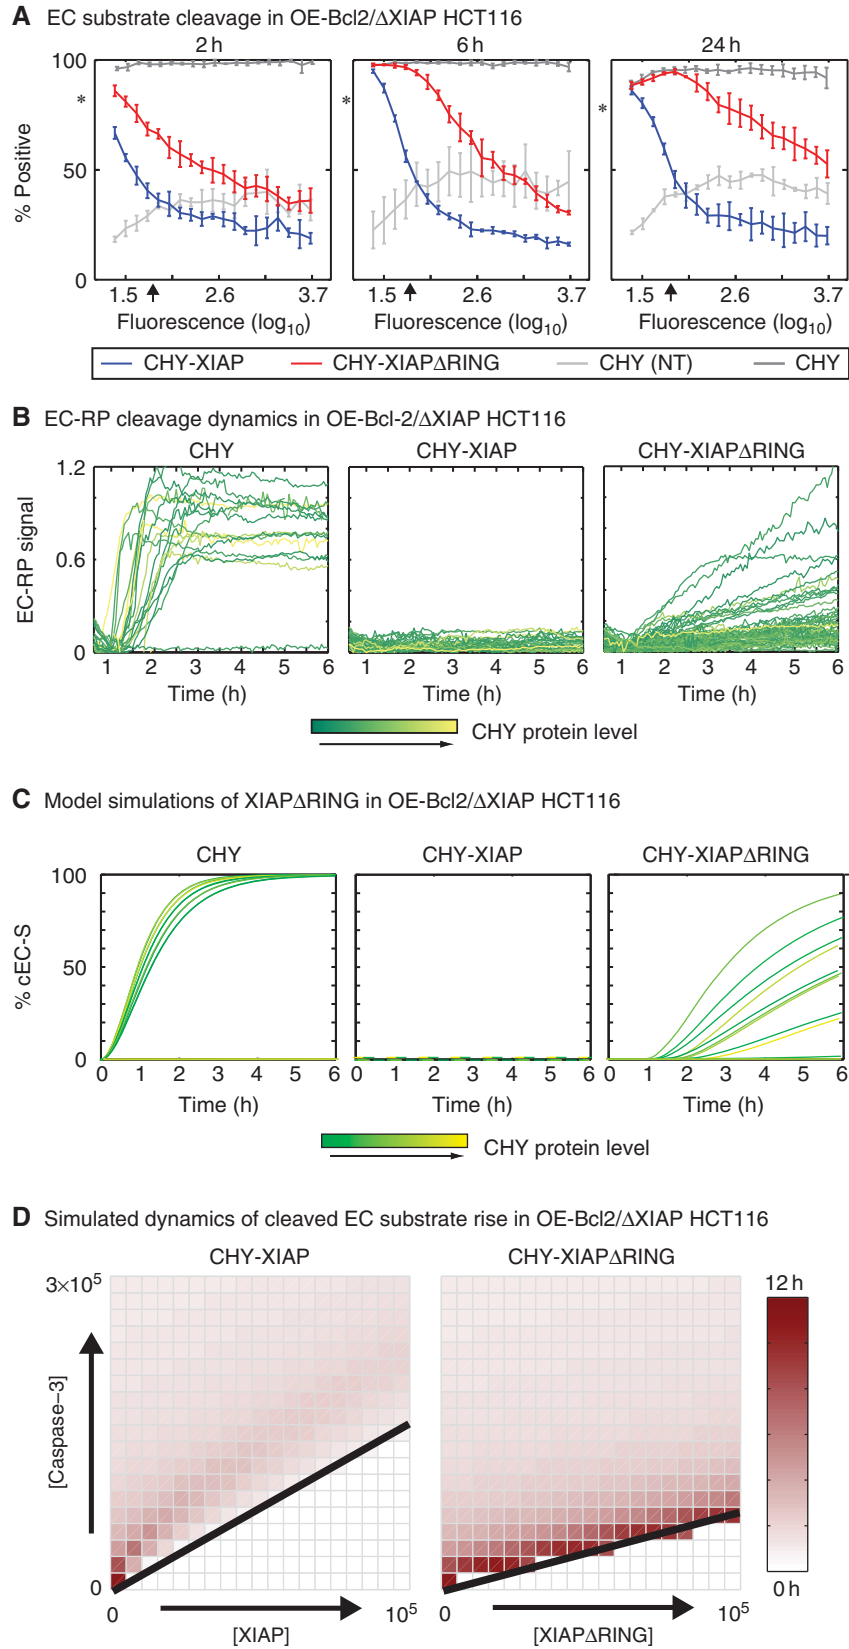 A EC substrate cleavage in OE-Bcl2/ΔXIAP HCT116
2 h 6 h 24 h
% Positive
100
50
0
* * *
1.5 2.6 3.7 1.5 2.6 3.7 1.5 2.6 3.7
Fluorescence (log10) Fluorescence (log10) Fluorescence (log10)
CHY-XIAP CHY-XIAPΔRING CHY (NT) CHY
B EC-RP cleavage dynamics in OE-Bcl-2/ΔXIAP HCT116
CHY CHY-XIAP CHY-XIAPΔRING
EC-RP signal
1.2
0.6
0
1 2 3 4 5 6 1 2 3 4 5 6 1 2 3 4 5 6
Time (h) Time (h) Time (h)
CHY protein level
C Model simulations of XIAPΔRING in OE-Bcl2/ΔXIAP HCT116
CHY CHY-XIAP CHY-XIAPΔRING
% cEC-S
100
50
0
0 1 2 3 4 5 6 0 1 2 3 4 5 6 0 1 2 3 4 5 6
Time (h) Time (h) Time (h)
CHY protein level
D Simulated dynamics of cleaved EC substrate rise in OE-Bcl2/ΔXIAP HCT116
CHY-XIAP CHY-XIAPΔRING
3×10^5
12 h
[Caspase–3]
0
0 h
0 10^5 0 10^5
[XIAP] [XIAPΔRING]